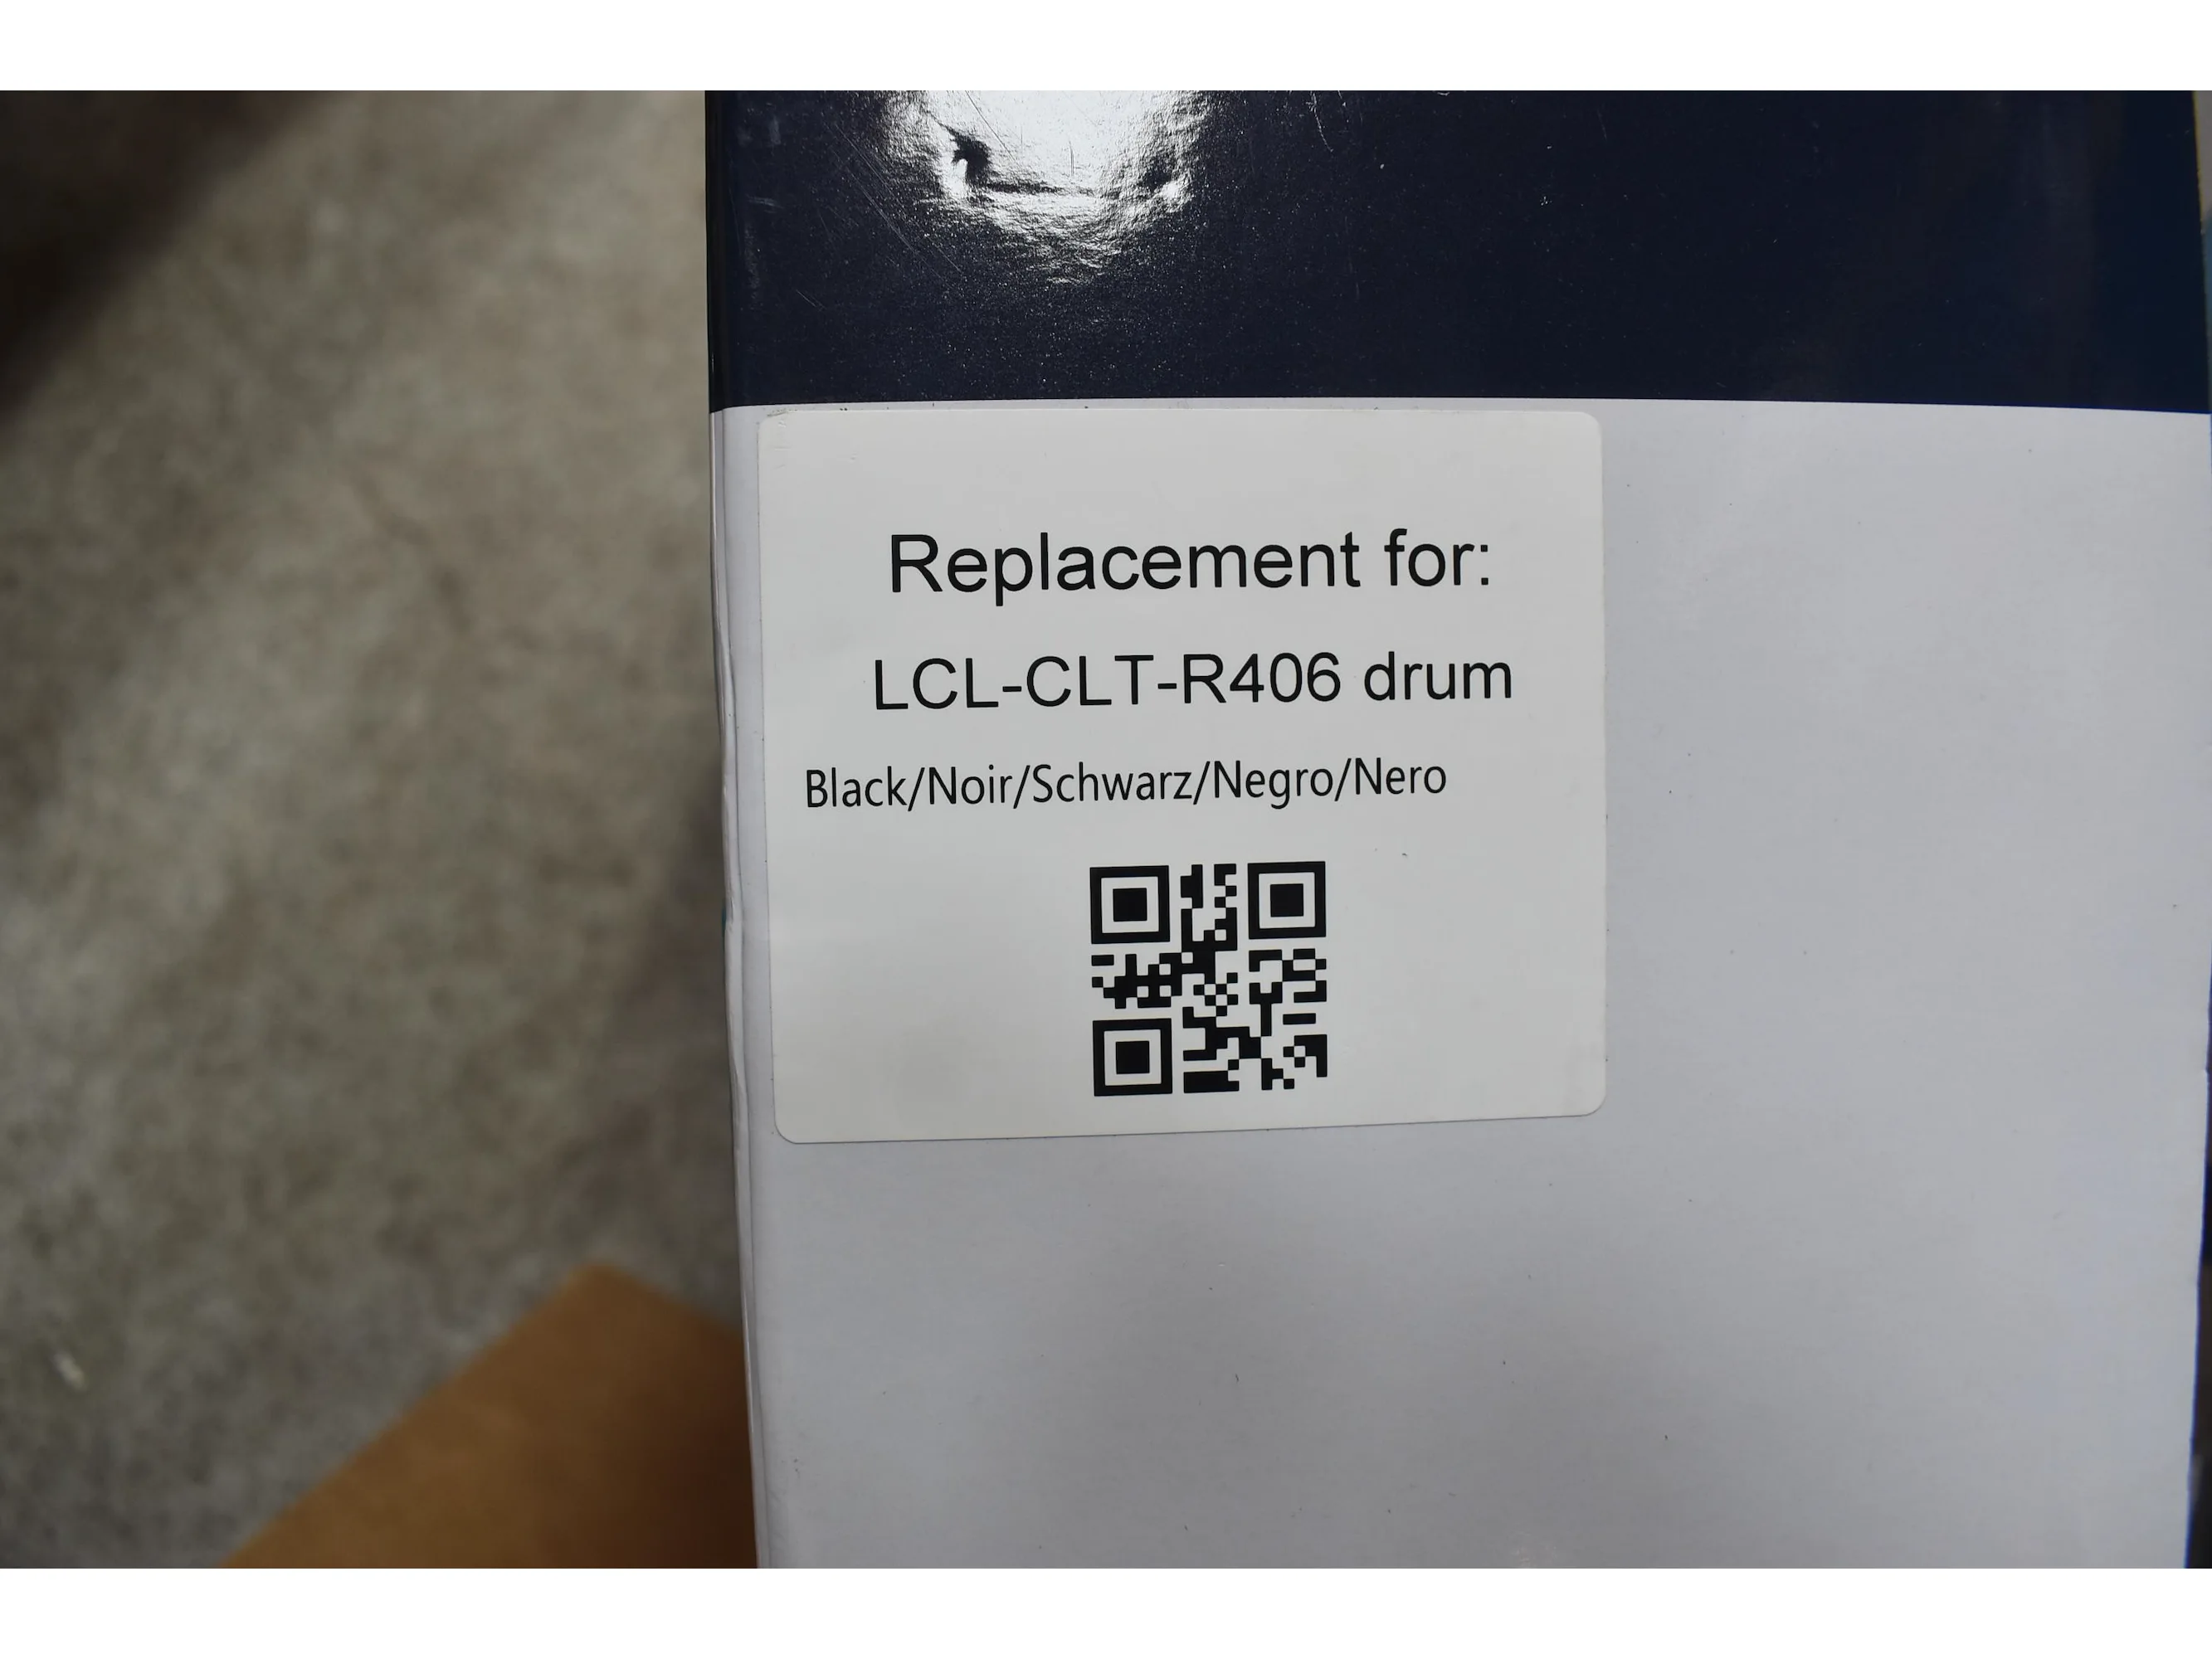 Replacement for:
LCL-CLT-R406 drum
Black/Noir/Schwarz/Negro/Nero